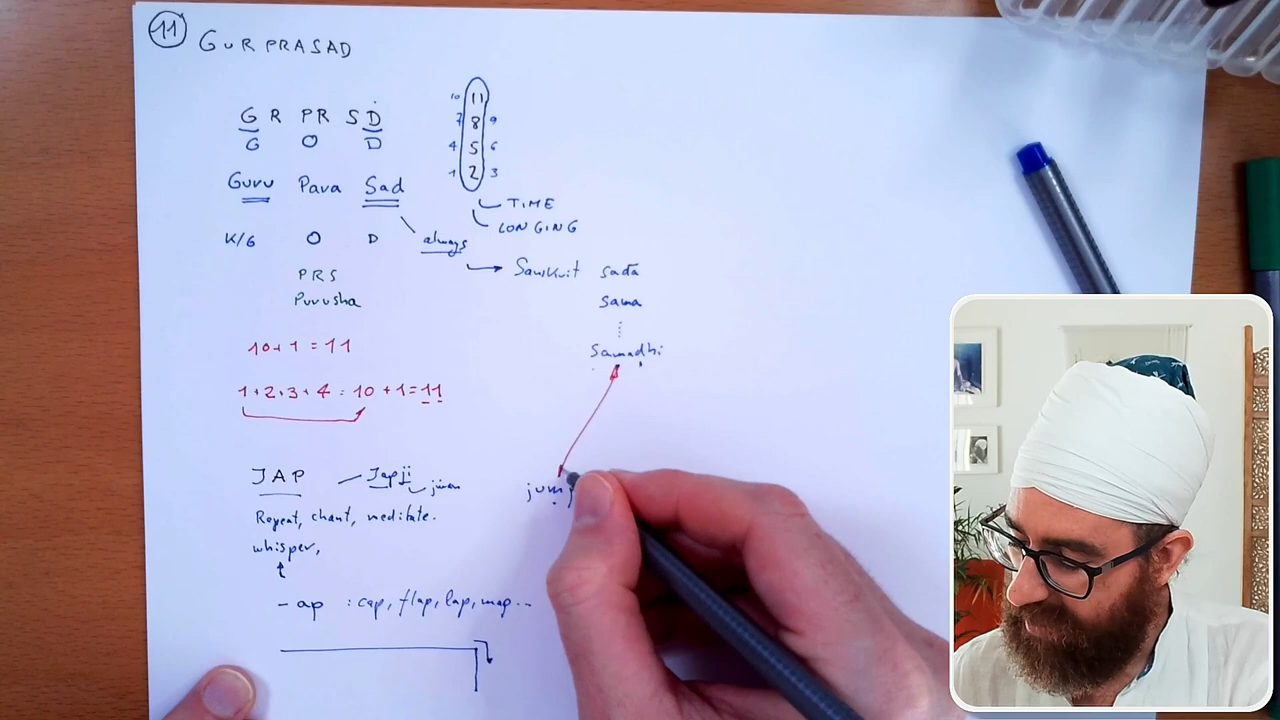 11 GURPRASAD
G R PR S D
G O D
Guru Para Sad
K/G O D
always
PRS
Purusha
10 11
7 8 9
4 5 6
1 2 3
TIME
LONGING
Sanskrit sada
sama
Samadhi
10+1 = 11
1+2+3+4 = 10 +1= 11
JAP - Japji
Repeat, chant, meditate.
whisper,
-ap : cap, flap, lap, map..